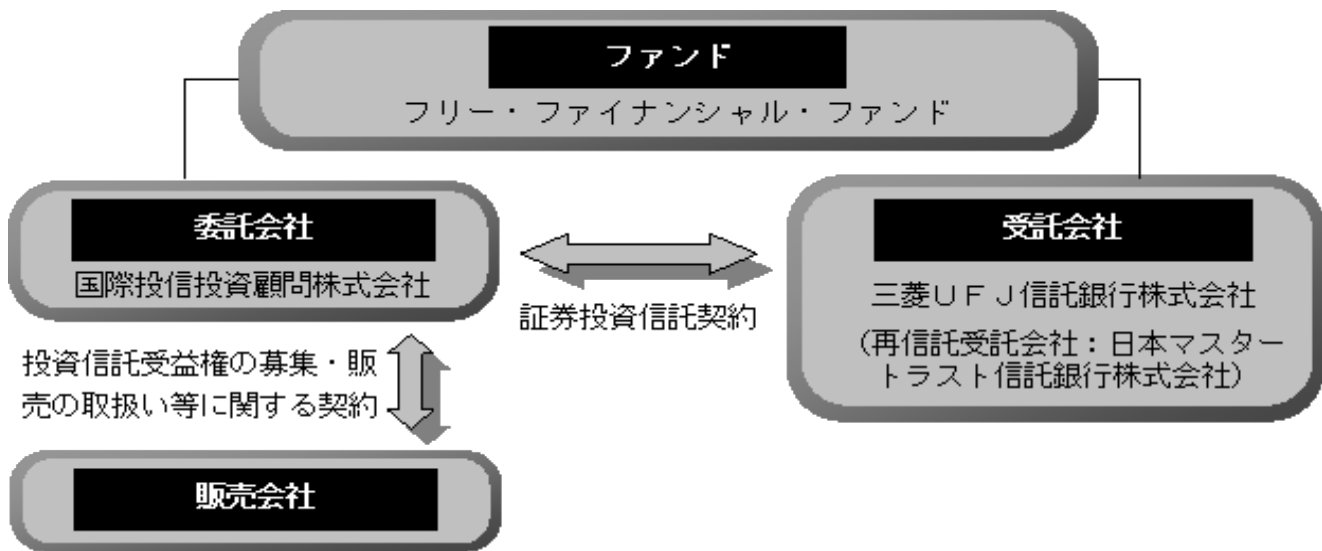 ファンド
フリー・ファイナンシャル・ファンド
委託会社
国際投信投資顧問株式会社
証券投資信託契約
受託会社
三菱ＵＦＪ信託銀行株式会社
（再信託受託会社：日本マスター
トラスト信託銀行株式会社）
投資信託受益権の募集・販
売の取扱い等に関する契約
販売会社